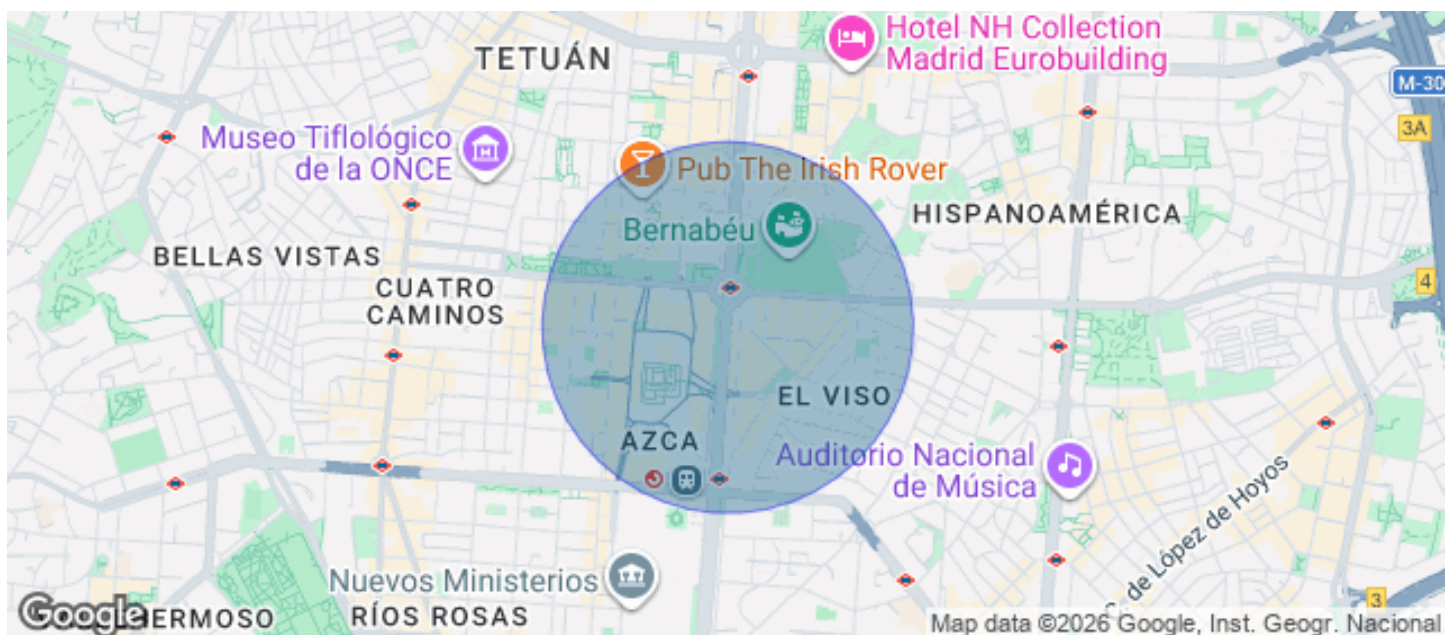 Hotel NH Collection
Madrid Eurobuilding
TETUÁN
M-30
3A
Museo Tiflológico
de la ONCE
Pub The Irish Rover
HISPANOAMÉRICA
Bernabéu
BELLAS VISTAS
4
CUATRO
CAMINOS
EL VISO
AZCA
Auditorio Nacional
de Música
C. de López de Hoyos
Nuevos Ministerios
3
Google
HERMOSO
RÍOS ROSAS
Map data ©2026 Google, Inst. Geogr. Nacional